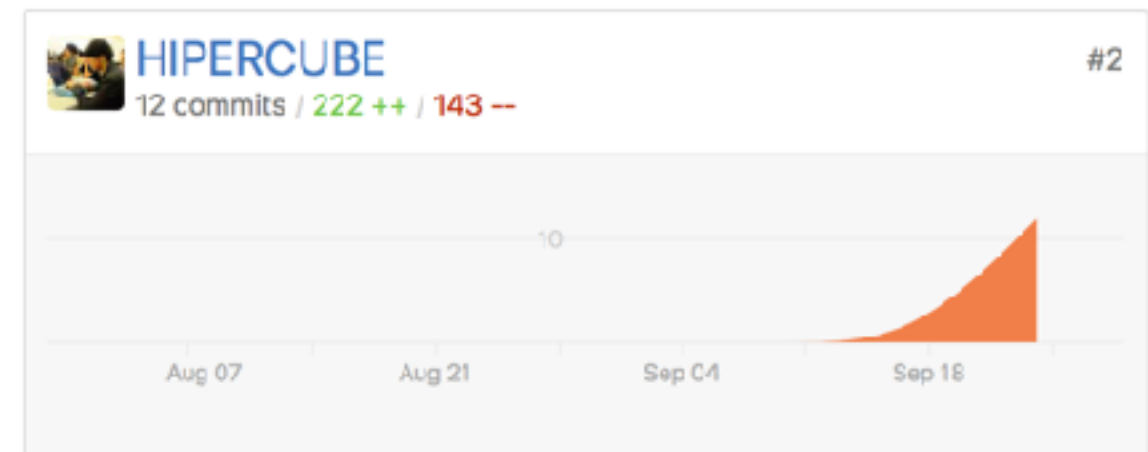 HIPERCUBE
#2
12 commits / 222 ++ / 143 --
10
Aug 07
Aug 21
Sep 04
Sep 18